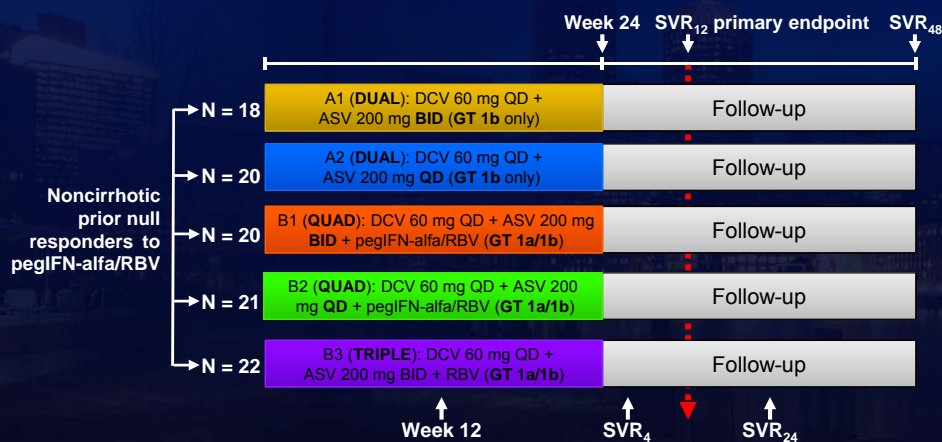 Week 24 SVR12 primary endpoint SVR48
Noncirrhotic
prior null
responders to
pegIFN-alfa/RBV
N = 18
A1 (DUAL): DCV 60 mg QD +
ASV 200 mg BID (GT 1b only)
Follow-up
N = 20
A2 (DUAL): DCV 60 mg QD +
ASV 200 mg QD (GT 1b only)
Follow-up
N = 20
B1 (QUAD): DCV 60 mg QD + ASV 200 mg
BID + pegIFN-alfa/RBV (GT 1a/1b)
Follow-up
N = 21
B2 (QUAD): DCV 60 mg QD + ASV 200
mg QD + pegIFN-alfa/RBV (GT 1a/1b)
Follow-up
N = 22
B3 (TRIPLE): DCV 60 mg QD +
ASV 200 mg BID + RBV (GT 1a/1b)
Follow-up
Week 12 SVR4 SVR24